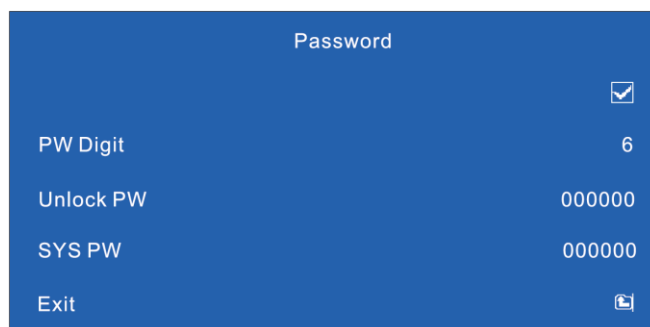 Password
PW Digit 6
Unlock PW 000000
SYS PW 000000
Exit